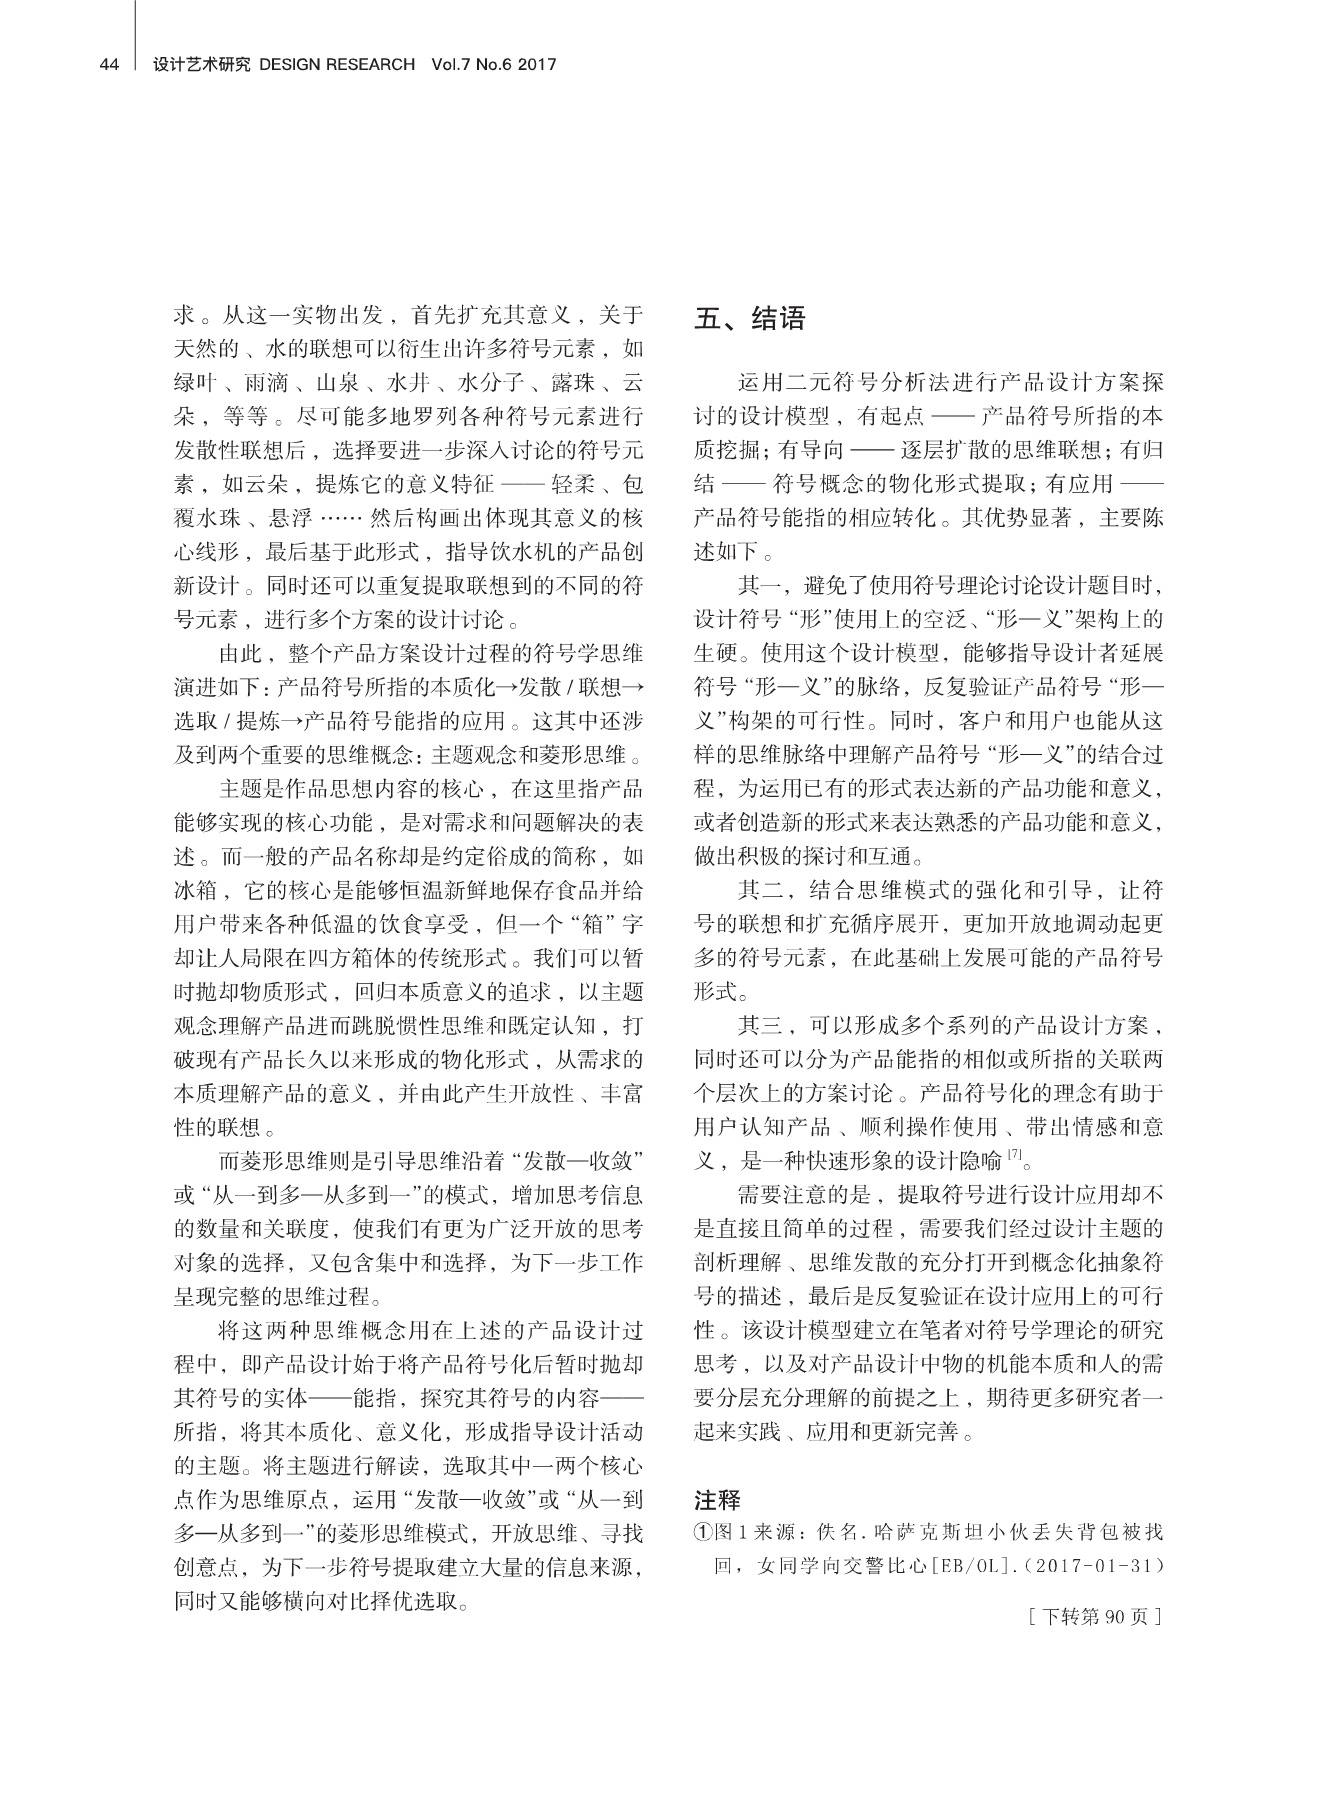 44 设计艺术研究 DESIGN RESEARCH Vol.7 No.6 2017
求。从这一实物出发，首先扩充其意义，关于
天然的、水的联想可以衍生出许多符号元素，如
绿叶、雨滴、山泉、水井、水分子、露珠、云
朵，等等。尽可能多地罗列各种符号元素进行
发散性联想后，选择要进一步深入讨论的符号元
素，如云朵，提炼它的意义特征——轻柔、包
覆水珠、悬浮……然后构画出体现其意义的核
心线形，最后基于此形式，指导饮水机的产品创
新设计。同时还可以重复提取联想到的不同的符
号元素，进行多个方案的设计讨论。
由此，整个产品方案设计过程的符号学思维
演进如下：产品符号所指的本质化→发散/联想→
选取/提炼→产品符号能指的应用。这其中还涉
及到两个重要的思维概念：主题观念和菱形思维。
主题是作品思想内容的核心，在这里指产品
能够实现的核心功能，是对需求和问题解决的表
述。而一般的产品名称却是约定俗成的简称，如
冰箱，它的核心是能够恒温新鲜地保存食品并给
用户带来各种低温的饮食享受，但一个“箱”字
却让人局限在四方箱体的传统形式。我们可以暂
时抛却物质形式，回归本质意义的追求，以主题
观念理解产品进而跳脱惯性思维和既定认知，打
破现有产品长久以来形成的物化形式，从需求的
本质理解产品的意义，并由此产生开放性、丰富
性的联想。
而菱形思维则是引导思维沿着“发散—收敛”
或“从一到多—从多到一”的模式，增加思考信息
的数量和关联度，使我们有更为广泛开放的思考
对象的选择，又包含集中和选择，为下一步工作
呈现完整的思维过程。
将这两种思维概念用在上述的产品设计过
程中，即产品设计始于将产品符号化后暂时抛却
其符号的实体——能指，探究其符号的内容——
所指，将其本质化、意义化，形成指导设计活动
的主题。将主题进行解读，选取其中一两个核心
点作为思维原点，运用“发散—收敛”或“从一到
多—从多到一”的菱形思维模式，开放思维、寻找
创意点，为下一步符号提取建立大量的信息来源，
同时又能够横向对比择优选取。
五、结语
运用二元符号分析法进行产品设计方案探
讨的设计模型，有起点——产品符号所指的本
质挖掘；有导向——逐层扩散的思维联想；有归
结——符号概念的物化形式提取；有应用——
产品符号能指的相应转化。其优势显著，主要陈
述如下。
其一，避免了使用符号理论讨论设计题目时，
设计符号“形”使用上的空泛、“形—义”架构上的
生硬。使用这个设计模型，能够指导设计者延展
符号“形—义”的脉络，反复验证产品符号“形—
义”构架的可行性。同时，客户和用户也能从这
样的思维脉络中理解产品符号“形—义”的结合过
程，为运用已有的形式表达新的产品功能和意义，
或者创造新的形式来表达熟悉的产品功能和意义，
做出积极的探讨和互通。
其二，结合思维模式的强化和引导，让符
号的联想和扩充循序展开，更加开放地调动起更
多的符号元素，在此基础上发展可能的产品符号
形式。
其三，可以形成多个系列的产品设计方案，
同时还可以分为产品能指的相似或所指的关联两
个层次上的方案讨论。产品符号化的理念有助于
用户认知产品、顺利操作使用、带出情感和意
义，是一种快速形象的设计隐喻[7]。
需要注意的是，提取符号进行设计应用却不
是直接且简单的过程，需要我们经过设计主题的
剖析理解、思维发散的充分打开到概念化抽象符
号的描述，最后是反复验证在设计应用上的可行
性。该设计模型建立在笔者对符号学理论的研究
思考，以及对产品设计中物的机能本质和人的需
要分层充分理解的前提之上，期待更多研究者一
起来实践、应用和更新完善。
注释
①图1来源：佚名.哈萨克斯坦小伙丢失背包被找
回，女同学向交警比心[EB/OL].(2017-01-31)
[下转第90页]